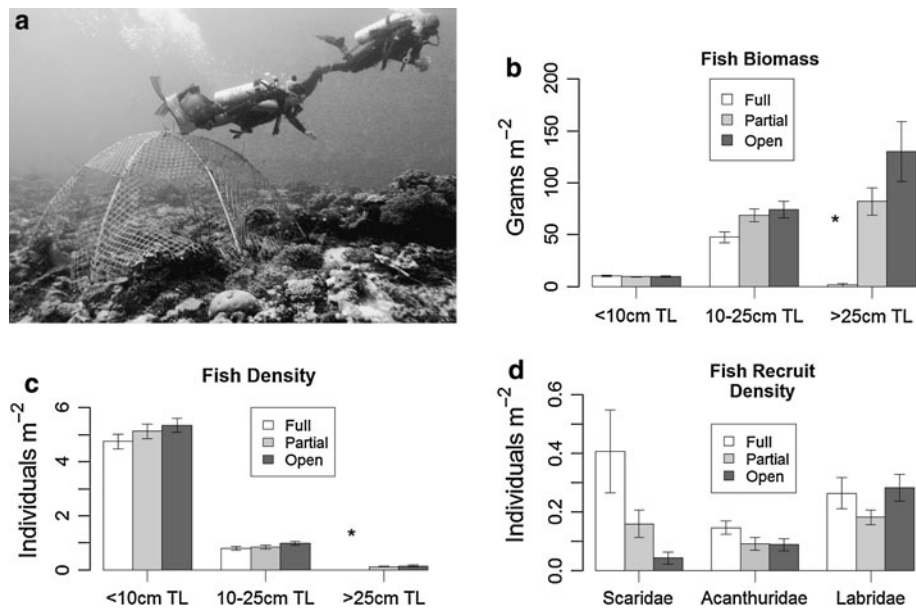 a
b
Fish Biomass
Grams m⁻²
200
150
100
50
0
Full
Partial
Open
*
<10cm TL
10-25cm TL
>25cm TL
c
Fish Density
Individuals m⁻²
6
4
2
0
Full
Partial
Open
*
<10cm TL
10-25cm TL
>25cm TL
d
Fish Recruit
Density
Individuals m⁻²
0.6
0.4
0.2
0.0
Full
Partial
Open
Scaridae
Acanthuridae
Labridae